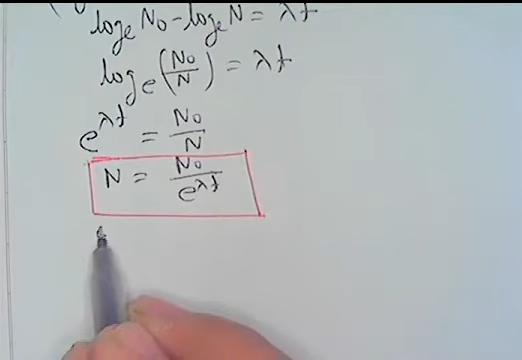 logₑ N₀ - logₑ N = λt
logₑ (N₀/N) = λt
e^λt = N₀/N
N = N₀/e^λt